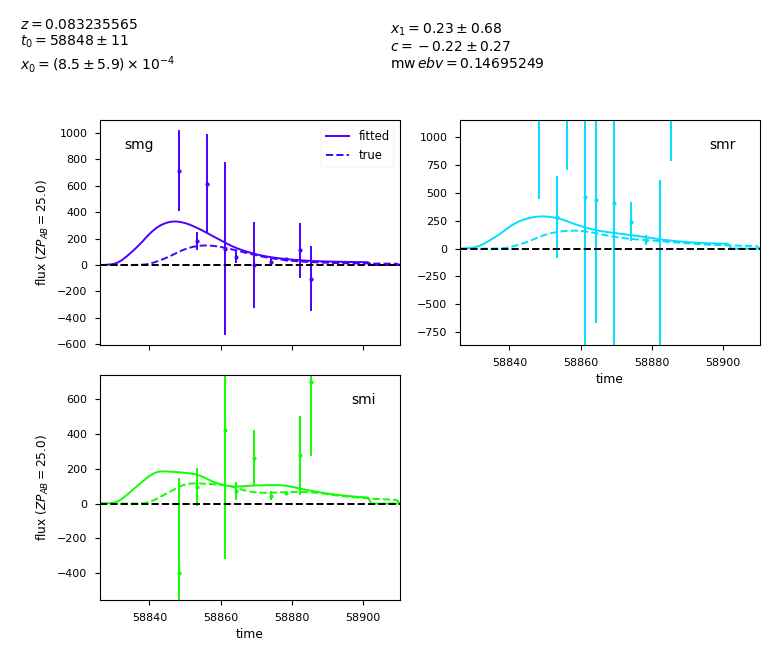 z = 0.083235565
t₀ = 58848 ± 11
x₀ = (8.5 ± 5.9) × 10⁻⁴
x₁ = 0.23 ± 0.68
c = −0.22 ± 0.27
mw ebv = 0.14695249
smg
fitted
true
1000
800
600
400
200
0
−200
−400
−600
flux (ZP_AB = 25.0)
smr
1000
750
500
250
0
−250
−500
−750
58840 58860 58880 58900
time
smi
600
400
200
0
−200
−400
flux (ZP_AB = 25.0)
58840 58860 58880 58900
time